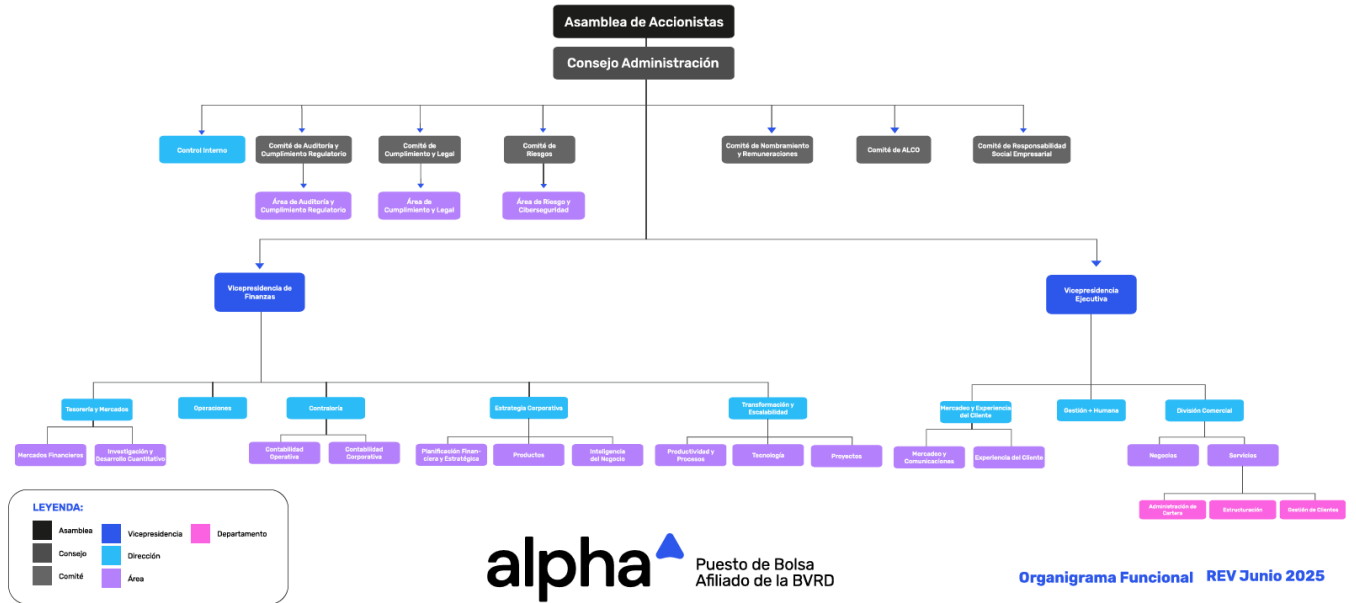 Asamblea de Accionistas
Consejo Administración
Control Interno
Comité de Auditoría y
Cumplimiento Regulatorio
Comité de
Cumplimiento y Legal
Comité de
Riesgos
Comité de Nombramiento
y Remuneraciones
Comité de ALCO
Comité de Responsabilidad
Social Empresarial
Área de Auditoría y
Cumplimiento Regulatorio
Área de
Cumplimiento y Legal
Área de Riesgo y
Ciberseguridad
Vicepresidencia de
Finanzas
Vicepresidencia
Ejecutiva
Tesorería y Mercados
Operaciones
Contraloría
Estrategia Corporativa
Transformación y
Escalabilidad
Mercadeo y Experiencia
del Cliente
Gestión + Humana
División Comercial
Mercados Financieros
Investigación y
Desarrollo Cuantitativo
Contabilidad
Operativa
Contabilidad
Corporativa
Planificación Finan-
ciera y Estratégica
Productos
Inteligencia
del Negocio
Productividad y
Procesos
Tecnología
Proyectos
Mercadeo y
Comunicaciones
Experiencia del Cliente
Negocios
Servicios
Administración de
Cartera
Estructuración
Gestión de Clientes
LEYENDA:
Asamblea
Vicepresidencia
Departamento
Consejo
Dirección
Comité
Área
alpha
Puesto de Bolsa
Afiliado de la BVRD
Organigrama Funcional REV Junio 2025